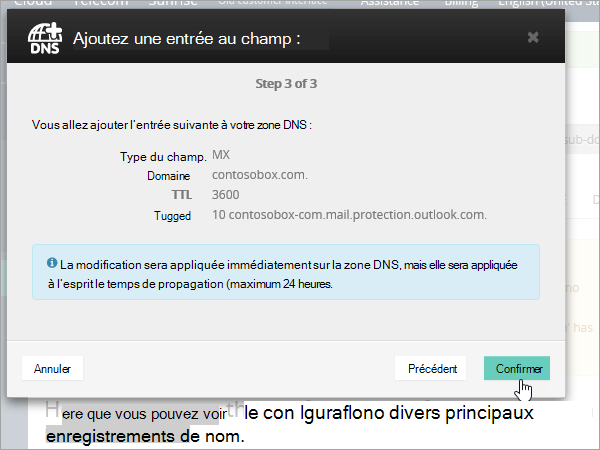 Cloud Telecom Sunrise Old customer interface Assistance Billing English (United Sta
DNS
Ajoutez une entrée au champ :
Step 3 of 3
Vous allez ajouter l'entrée suivante à votre zone DNS :
Type du champ. MX
Domaine contosobox.com.
TTL 3600
Tugged 10 contosobox-com.mail.protection.outlook.com.
sub-do
La modification sera appliquée immédiatement sur la zone DNS, mais elle sera appliquée
à l'esprit le temps de propagation (maximum 24 heures.
has
Annuler Précédent Confirmer
Here que vous pouvez voir th le con Iguraflono divers principaux
enregistrements de nom.